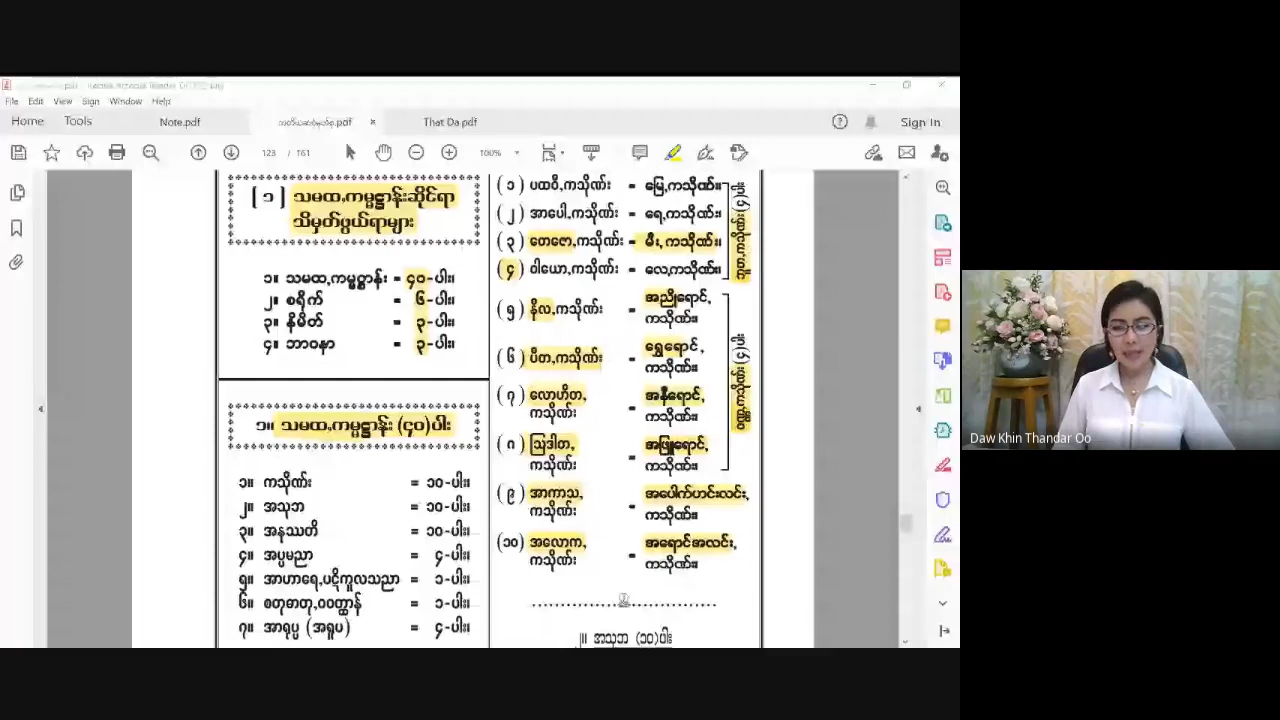 File Edit View Sign Window Help
Home Tools Note.pdf That Da.pdf Sign In
123 / 161 100%
( ၁ ) သမထ,ကမ္မဋ္ဌာန်းဆိုင်ရာ
သိမှတ်ဖွယ်ရာများ
၁။ သမထ,ကမ္မဋ္ဌာန်း = ၄၀-ပါး။
၂။ စရိုက် = ၆-ပါး။
၃။ နိမိတ် = ၃-ပါး။
၄။ ဘာဝနာ = ၃-ပါး။
၁။ သမထ,ကမ္မဋ္ဌာန်း (၄၀)ပါး
၁။ ကသိုဏ်း = ၁၀-ပါး။
၂။ အသုဘ = ၁၀-ပါး။
၃။ အနုဿတိ = ၁၀-ပါး။
၄။ အပ္ပမညာ = ၄-ပါး။
၅။ အာဟာရေ,ပဋိကူလသညာ = ၁-ပါး။
၆။ စတုဓာတု,ဝဝတ္ထာန် = ၁-ပါး။
၇။ အာရုပ္ပ (အရူပ) = ၄-ပါး။
(၁) ပထဝီ,ကသိုဏ်း = မြေ,ကသိုဏ်း။
(၂) အာပေါ,ကသိုဏ်း = ရေ,ကသိုဏ်း။
(၃) တေဇော,ကသိုဏ်း = မီး,ကသိုဏ်း။
(၄) ဝါယော,ကသိုဏ်း = လေ,ကသိုဏ်း။
ဘူတ,ကသိုဏ်း(၄)ပါး
(၅) နီလ,ကသိုဏ်း = အညိုရောင်,
ကသိုဏ်း။
(၆) ပီတ,ကသိုဏ်း = ရွှေရောင်,
ကသိုဏ်း။
(၇) လောဟိတ, = အနီရောင်,
ကသိုဏ်း ကသိုဏ်း။
(၈) ဩဒါတ, = အဖြူရောင်,
ကသိုဏ်း ကသိုဏ်း။
ဝဏ္ဏ,ကသိုဏ်း(၄)ပါး
(၉) အာကာသ, = အပေါက်ဟင်းလင်း,
ကသိုဏ်း ကသိုဏ်း။
(၁၀) အာလောက, = အရောင်အလင်း,
ကသိုဏ်း ကသိုဏ်း။
၂။ အသုဘ (၁၀)ပါး
Daw Khin Thandar Oo